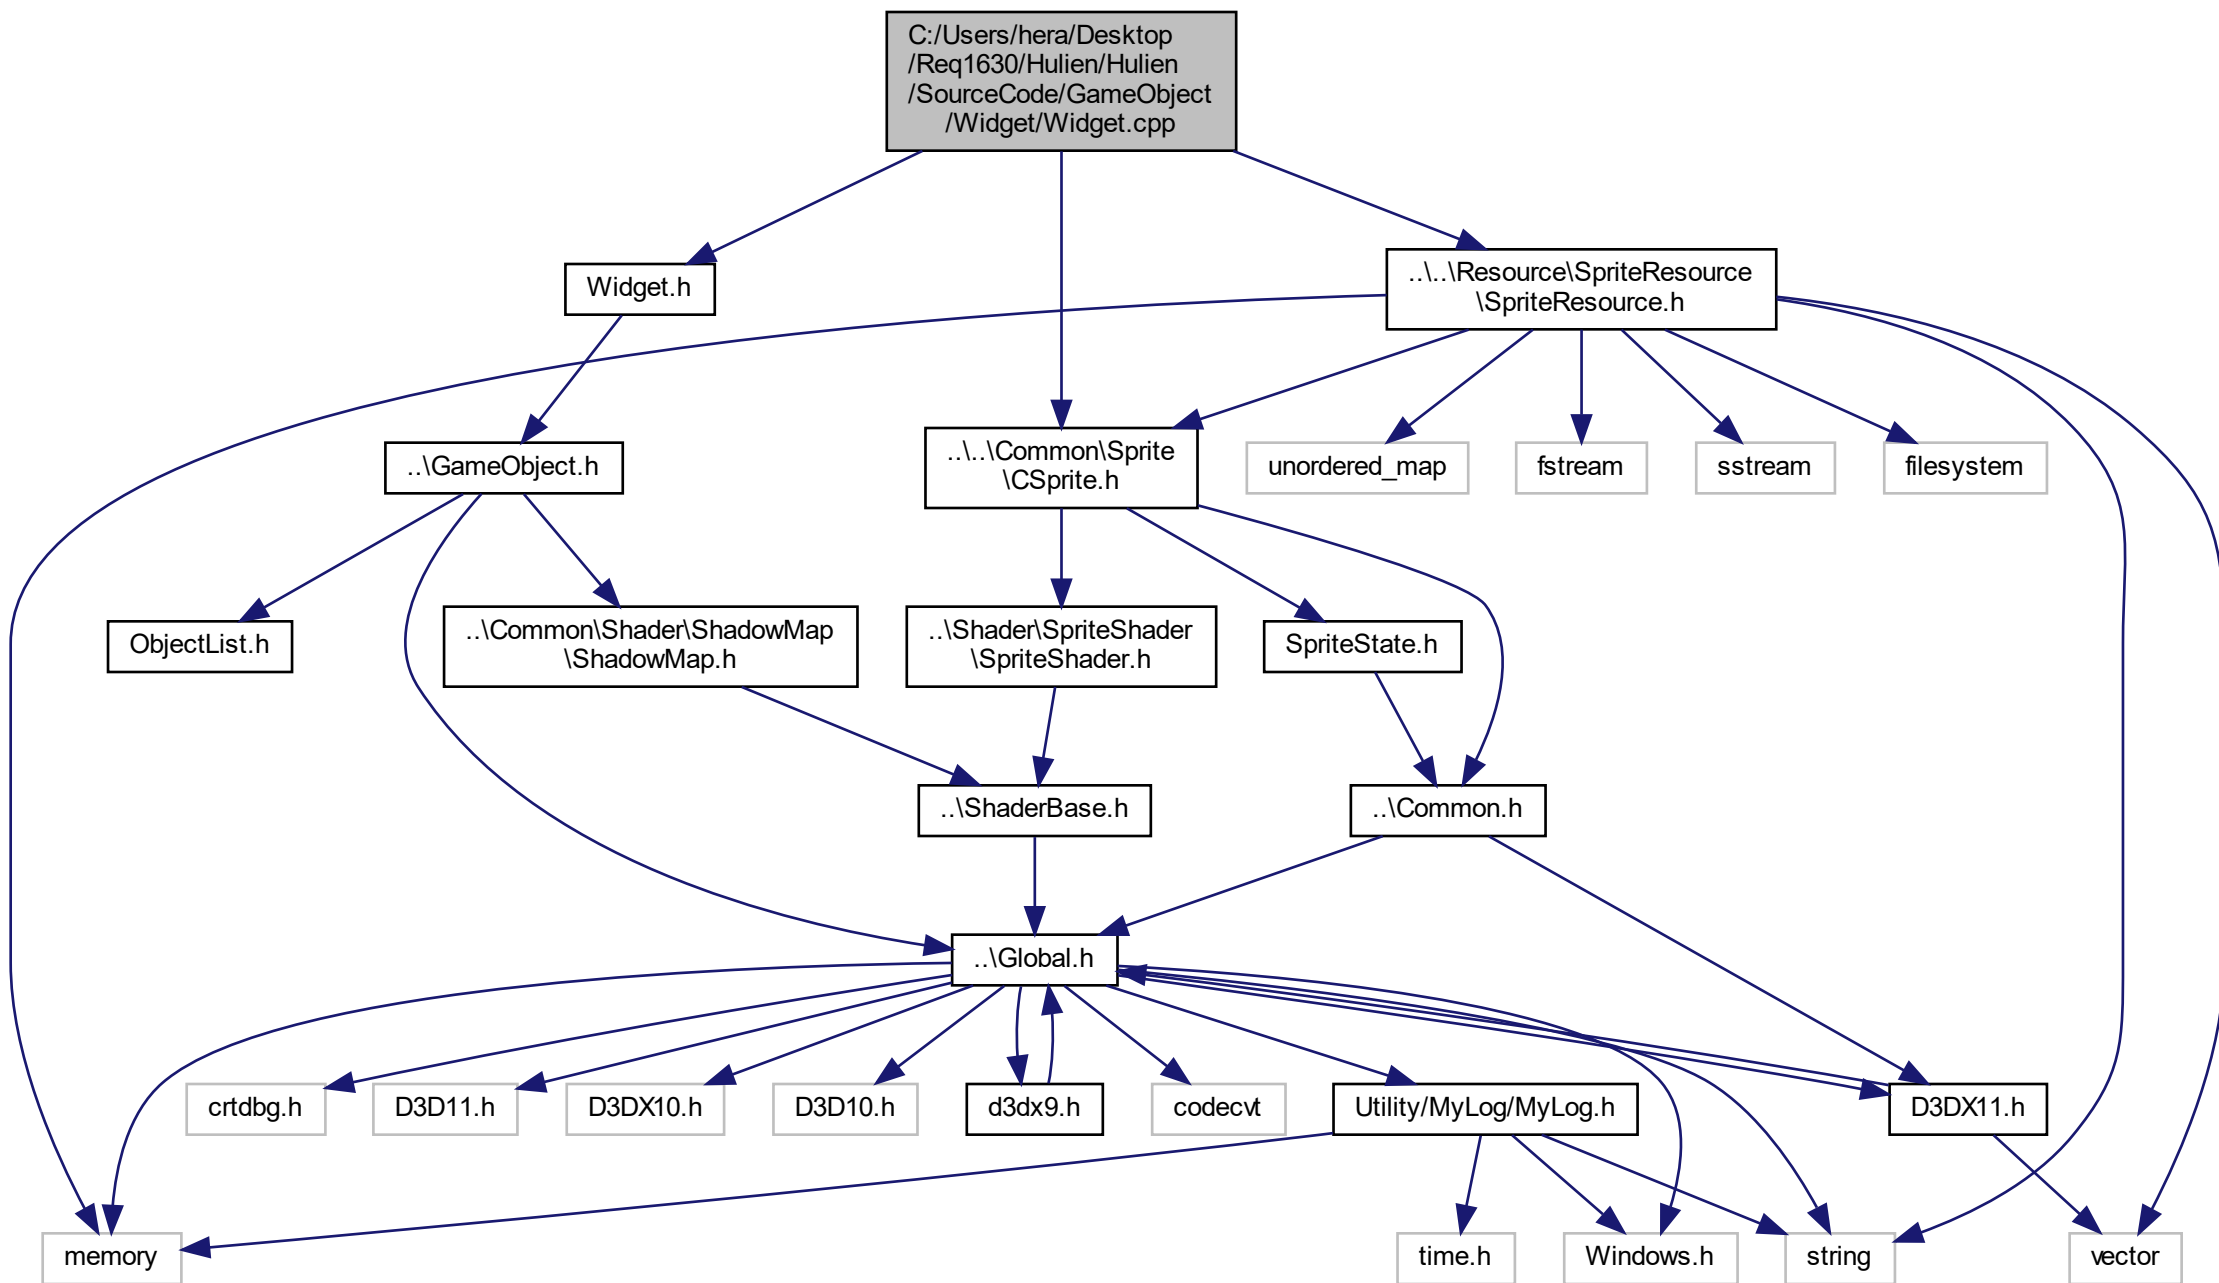 C:/Users/hera/Desktop
/Req1630/Hulien/Hulien
/SourceCode/GameObject
/Widget/Widget.cpp
Widget.h
..\..\Resource\SpriteResource
\SpriteResource.h
..\GameObject.h
..\..\Common\Sprite
\CSprite.h
unordered_map
fstream
sstream
filesystem
ObjectList.h
..\Common\Shader\ShadowMap
\ShadowMap.h
..\Shader\SpriteShader
\SpriteShader.h
SpriteState.h
..\ShaderBase.h
..\Common.h
..\Global.h
crtdbg.h
D3D11.h
D3DX10.h
D3D10.h
d3dx9.h
codecvt
Utility/MyLog/MyLog.h
D3DX11.h
memory
time.h
Windows.h
string
vector